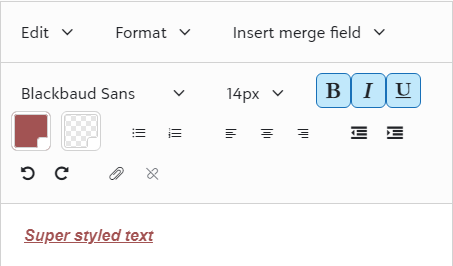 Edit Format Insert merge field
Blackbaud Sans 14px B I U
Super styled text